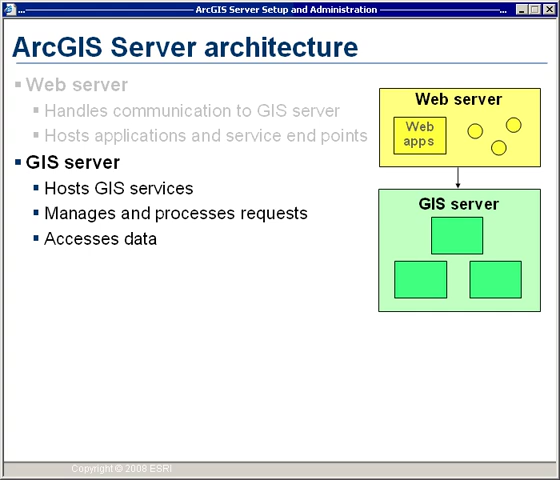 ArcGIS Server Setup and Administration
ArcGIS Server architecture
Web server
Handles communication to GIS server
Hosts applications and service end points
GIS server
Hosts GIS services
Manages and processes requests
Accesses data
Web server
Web
apps
GIS server
Copyright © 2008 ESRI